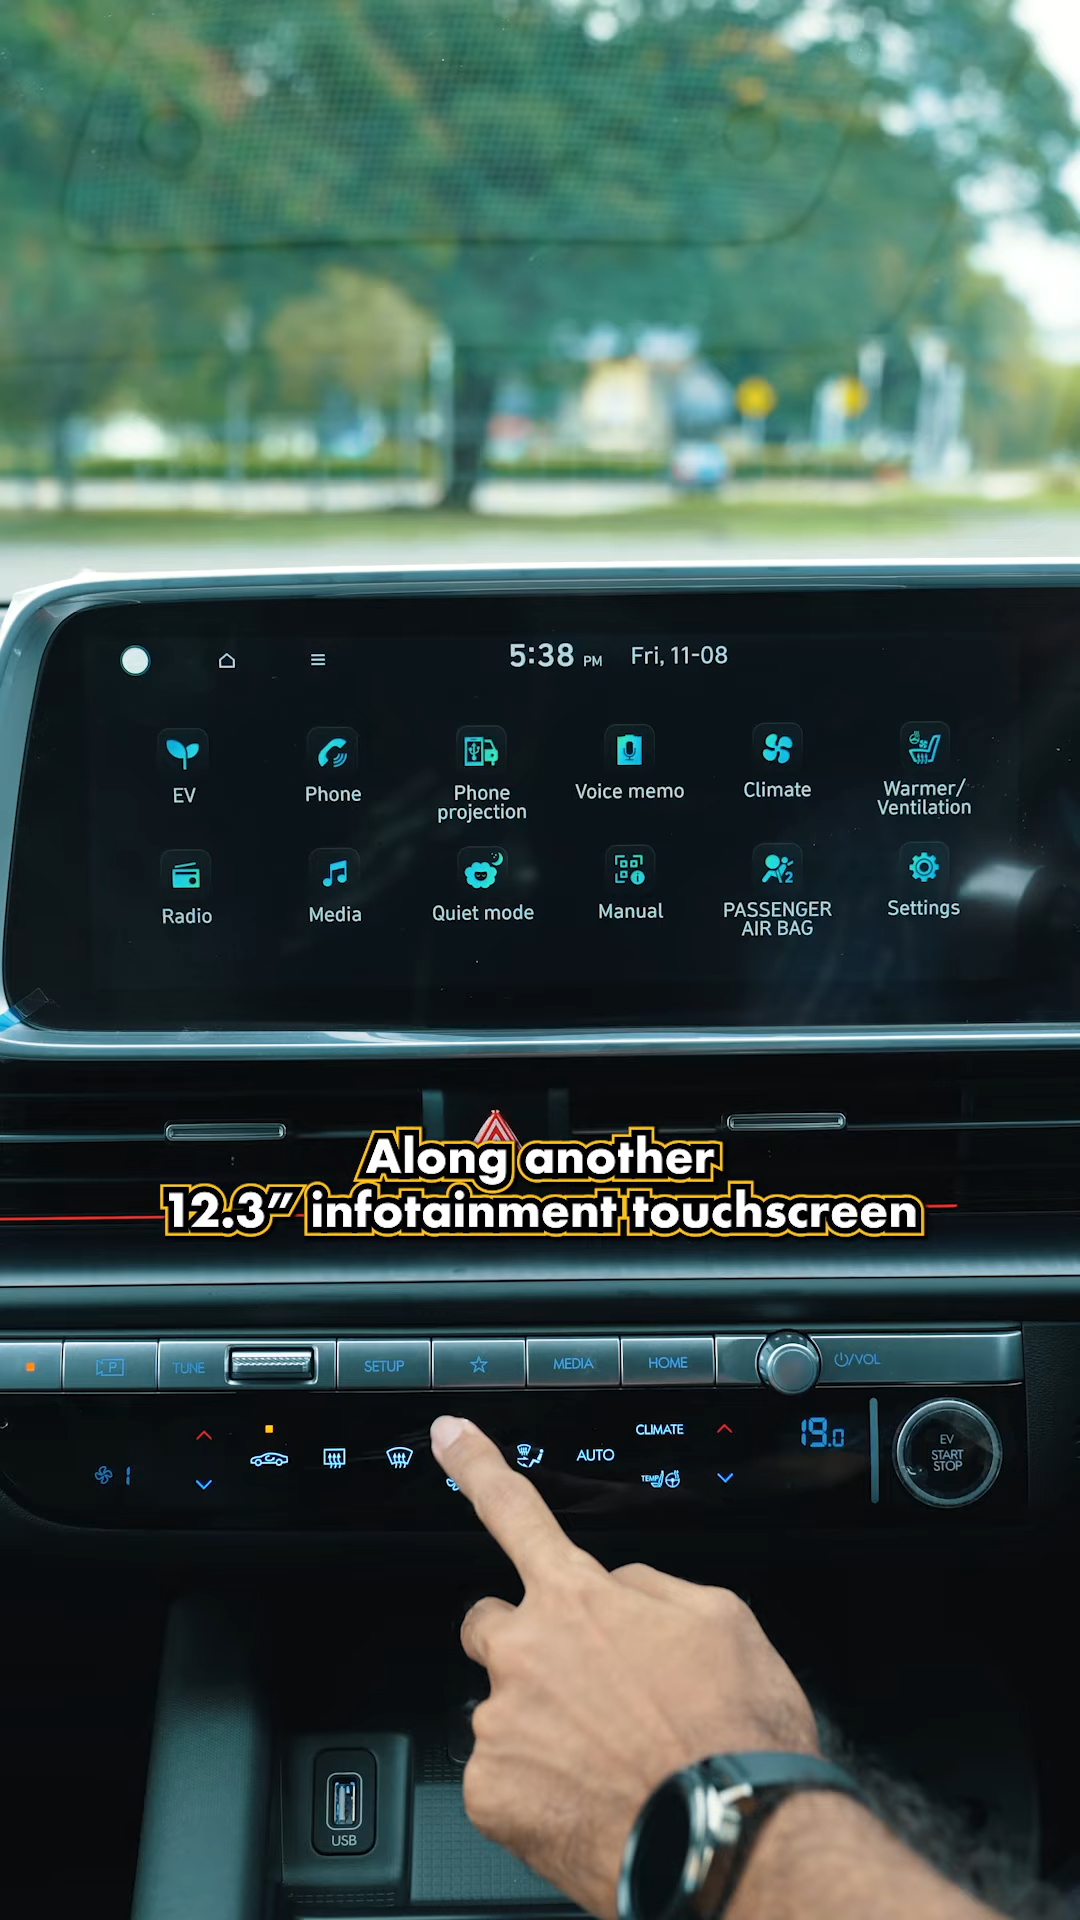 5:38 PM Fri, 11-08
EV
Phone
Phone
projection
Voice memo
Climate
Warmer/
Ventilation
Radio
Media
Quiet mode
Manual
PASSENGER
AIR BAG
Settings
Along another
12.3" infotainment touchscreen
P
TUNE
SETUP
MEDIA
HOME
/VOL
1
AUTO
CLIMATE
TEMP
19.0
EV
START
STOP
USB